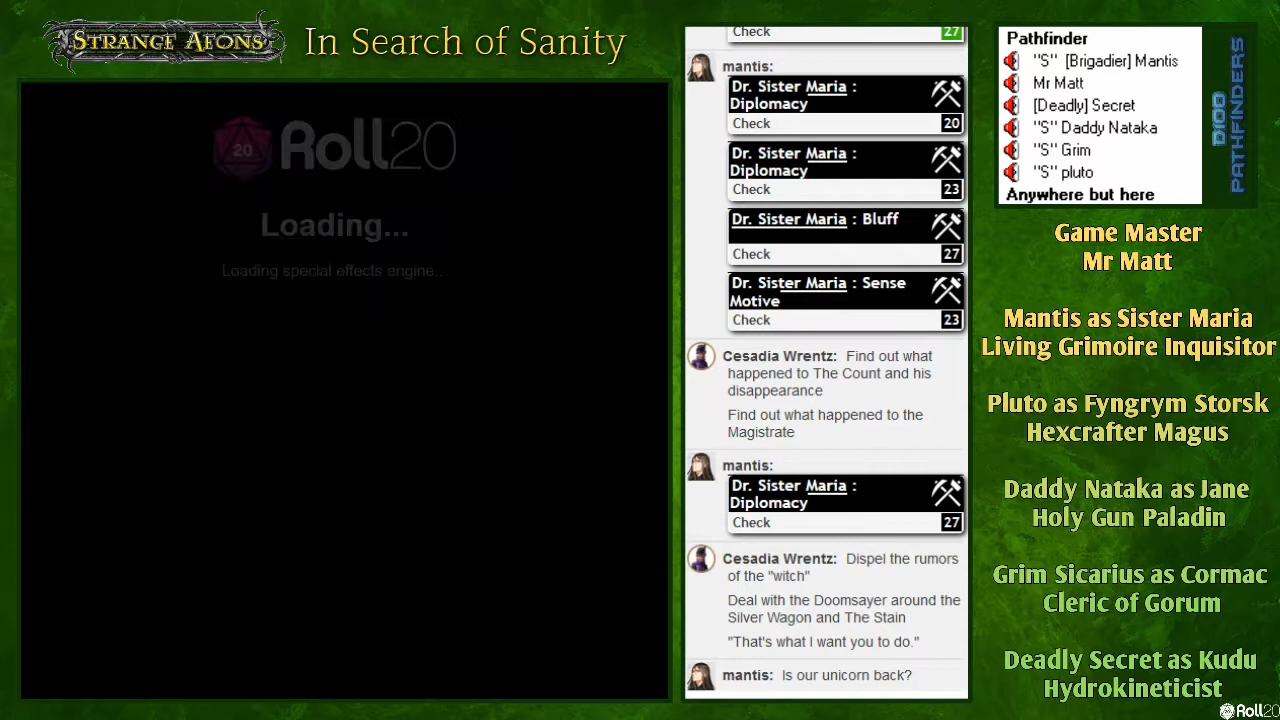 STRANGE AEONS
In Search of Sanity
20
Roll20
Loading...
Loading special effects engine...
Check
27
mantis:
Dr. Sister Maria :
Diplomacy
Check
20
Dr. Sister Maria :
Diplomacy
Check
23
Dr. Sister Maria : Bluff
Check
27
Dr. Sister Maria : Sense
Motive
Check
23
Cesadia Wrentz: Find out what
happened to The Count and his
disappearance
Find out what happened to the
Magistrate
mantis:
Dr. Sister Maria :
Diplomacy
Check
27
Cesadia Wrentz: Dispel the rumors
of the "witch"
Deal with the Doomsayer around the
Silver Wagon and The Stain
"That's what I want you to do."
mantis: Is our unicorn back?
Pathfinder
"S" [Brigadier] Mantis
Mr Matt
[Deadly] Secret
"S" Daddy Nataka
"S" Grim
"S" pluto
Anywhere but here
D100
PATHFINDERS
Game Master
Mr Matt
Mantis as Sister Maria
Living Grimoire Inquisitor
Pluto as Fyngrym Storsk
Hexcrafter Magus
Daddy Nataka as Jane
Holy Gun Paladin
Grim Sicarius as Cormac
Cleric of Gorum
Deadly Secret as Kudu
Hydrokineticist
Roll20